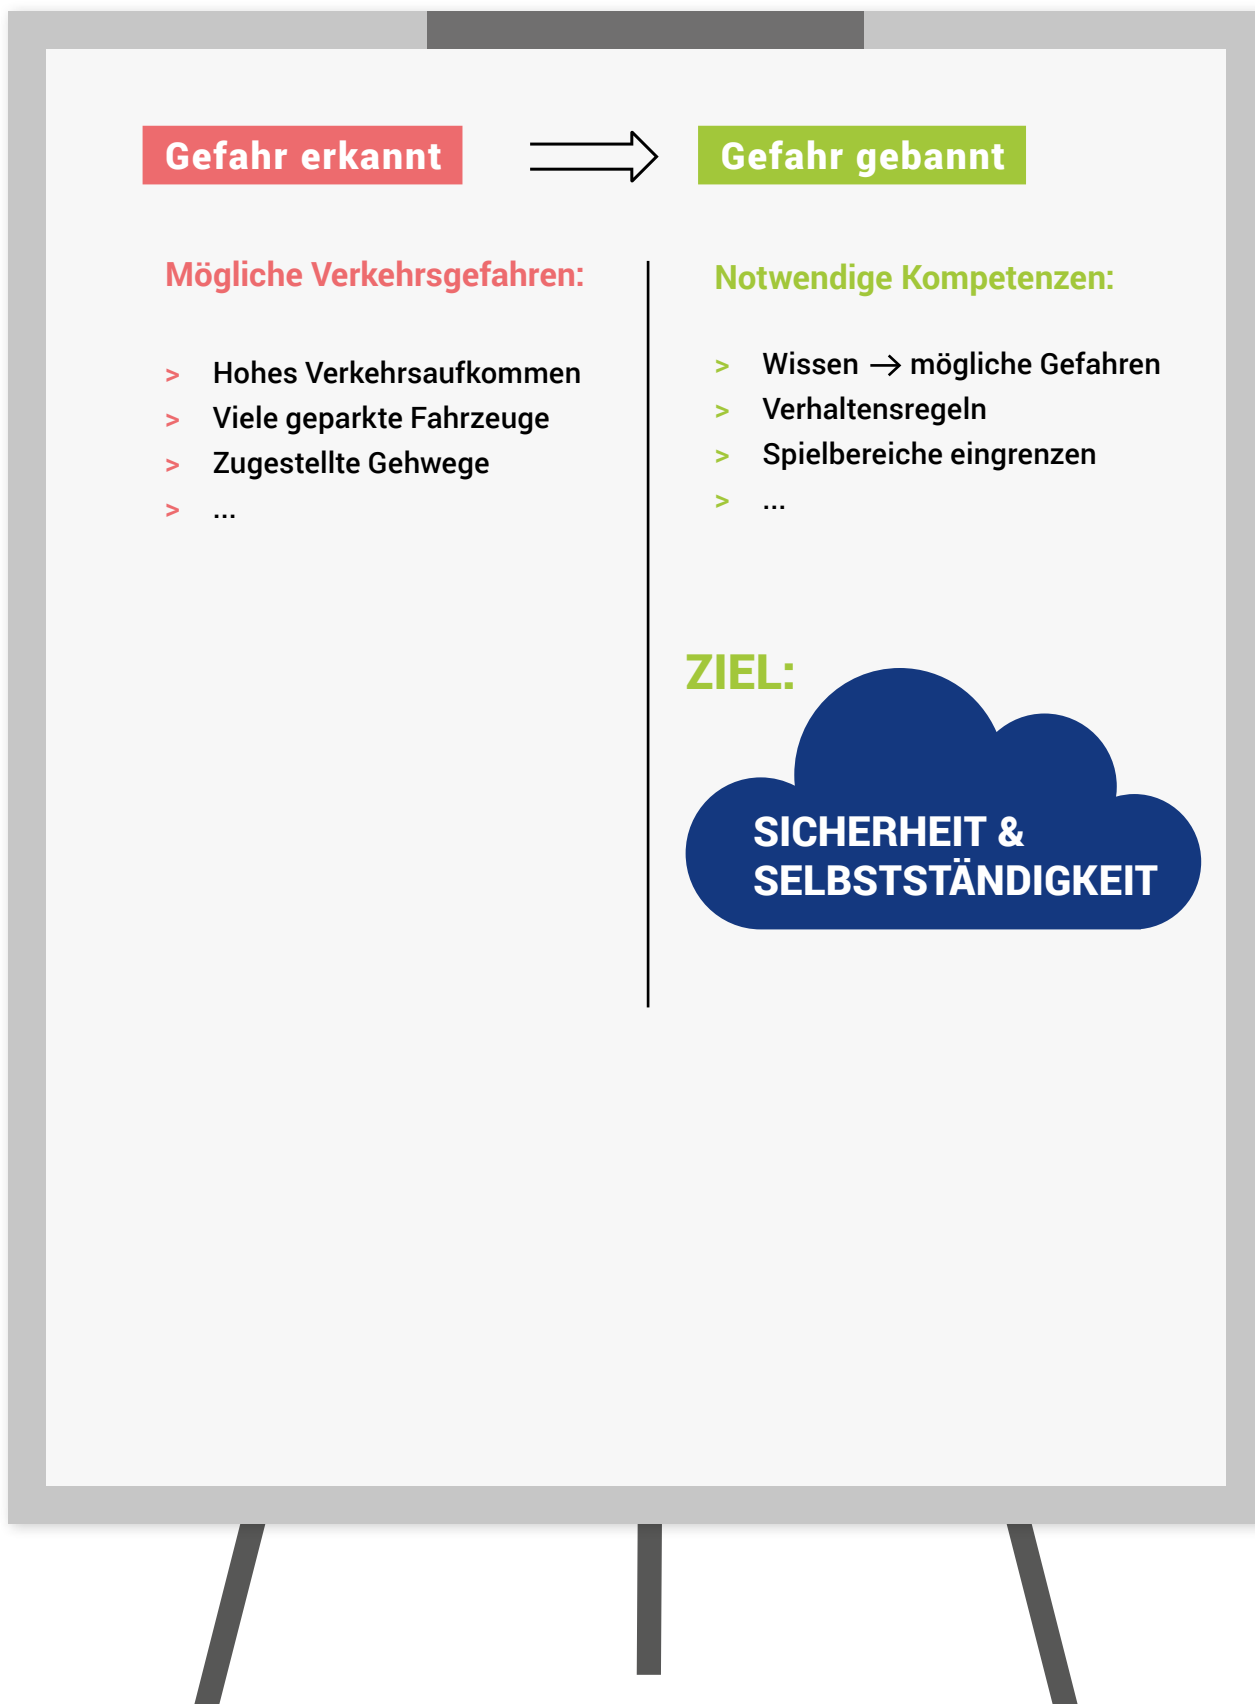 Gefahr erkannt
Gefahr gebannt
Mögliche Verkehrsgefahren:
> Hohes Verkehrsaufkommen
> Viele geparkte Fahrzeuge
> Zugestellte Gehwege
> ...
Notwendige Kompetenzen:
> Wissen → mögliche Gefahren
> Verhaltensregeln
> Spielbereiche eingrenzen
> ...
ZIEL:
SICHERHEIT &
SELBSTSTÄNDIGKEIT